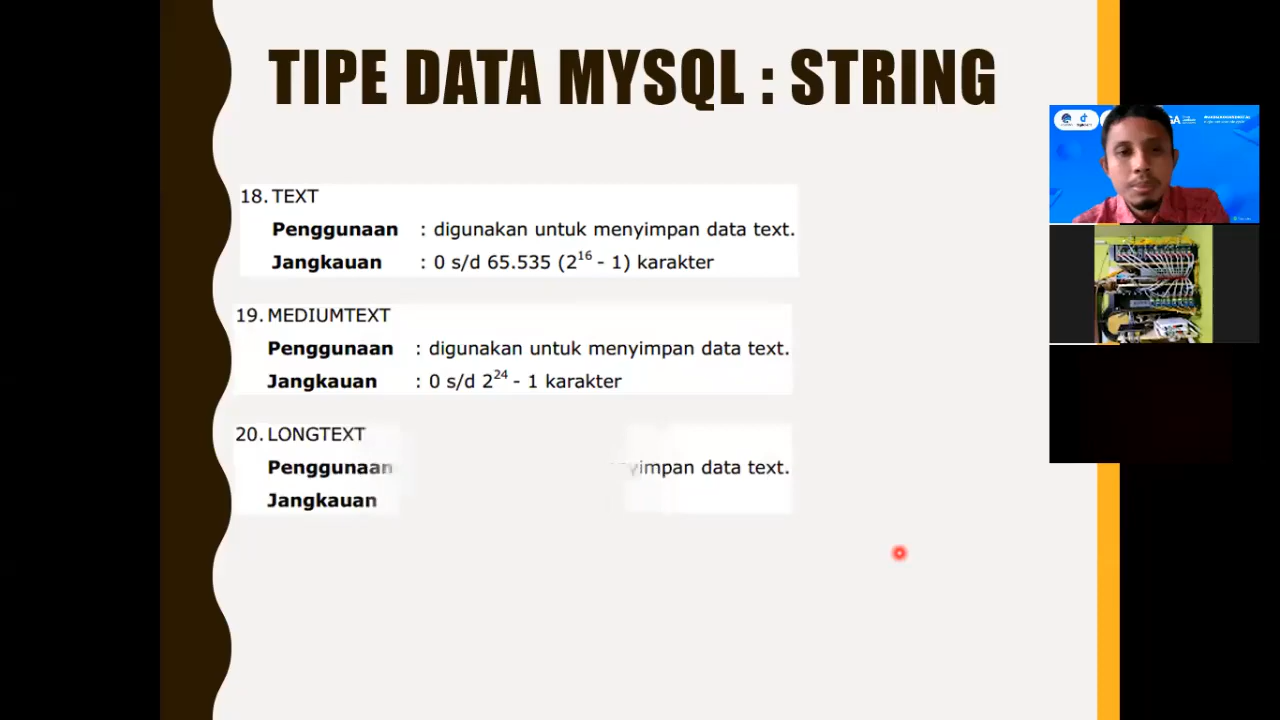 TIPE DATA MYSQL : STRING
18. TEXT
Penggunaan : digunakan untuk menyimpan data text.
Jangkauan : 0 s/d 65.535 (2¹⁶ - 1) karakter
19. MEDIUMTEXT
Penggunaan : digunakan untuk menyimpan data text.
Jangkauan : 0 s/d 2²⁴ - 1 karakter
20. LONGTEXT
Penggunaan data text.
Jangkauan